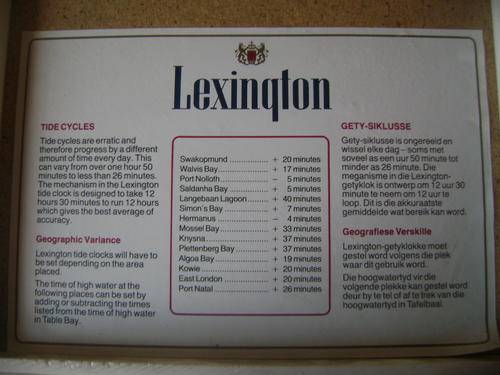 Lexington
TIDE CYCLES
Tide cycles are erratic and
therefore progress by a different
amount of time every day. This
can vary from over one hour 50
minutes to less than 26 minutes.
The mechanism in the Lexington
tide clock is designed to take 12
hours 30 minutes to run 12 hours
which gives the best average of
accuracy.
Geographic Variance
Lexington tide clocks will have to
be set depending on the area
placed.
The time of high water at the
following places can be set by
adding or subtracting the times
listed from the time of high water
in Table Bay.
Swakopmund .................. + 20 minutes
Walvis Bay ...................... + 17 minutes
Port Nolloth ..................... 5 minutes
Saldanha Bay .................. + 5 minutes
Langebaan Lagoon .......... + 40 minutes
Simon's Bay .................... + 7 minutes
Hermanus ....................... – 4 minutes
Mossel Bay ..................... + 33 minutes
Knysna ............................ + 37 minutes
Plettenberg Bay ............... + 37 minutes
Algoa Bay ........................ + 19 minutes
Kowie .............................. + 20 minutes
East London .................... + 20 minutes
Port Natal ........................ + 26 minutes
GETY-SIKLUSSE
Gety-siklusse is ongereeld en
wissel elke dag – soms met
soveel as een uur 50 minute tot
minder as 26 minute. Die
meganisme in die Lexington-
getyklok is ontwerp om 12 uur 30
minute te neem om 12 uur te
loop. Dit is die akkuraatste
gemiddelde wat bereik kan word.
Geografiese Verskille
Lexington-getyklokke moet
gestel word volgens die plek
waar dit gebruik word.
Die hoogwatertyd vir die
volgende plekke kan gestel word
deur by te tel of af te trek van die
hoogwatertyd in Tafelbaai.